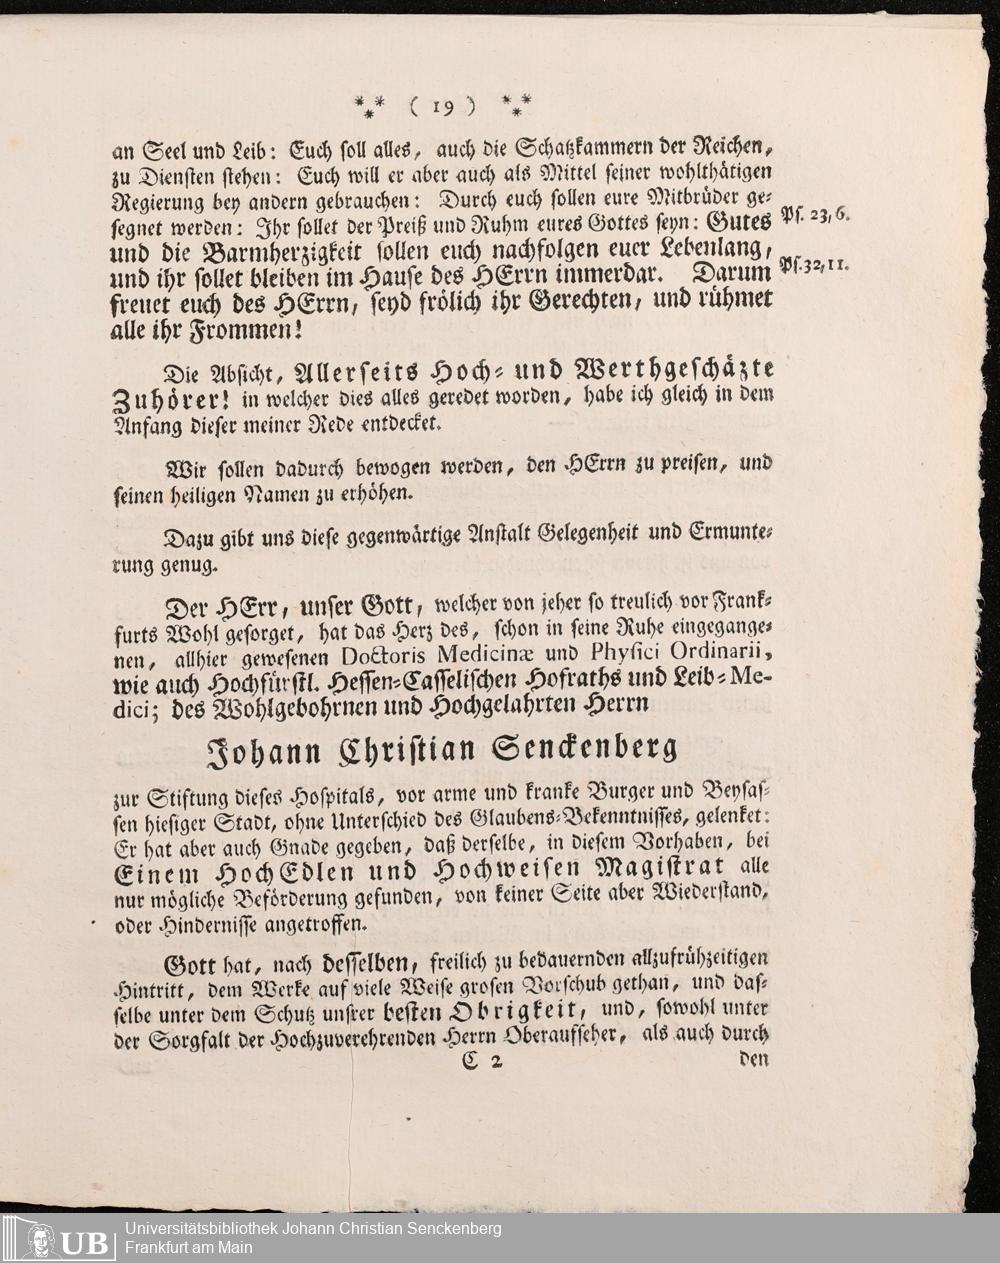 ⁂ ( 19 ) ⁂
an Seel und Leib: Euch soll alles, auch die Schatzkammern der Reichen,
zu Diensten stehen: Euch will er aber auch als Mittel seiner wohlthätigen
Regierung bey andern gebrauchen: Durch euch sollen eure Mitbrüder ge-
segnet werden: Ihr sollet der Preiß und Ruhm eures Gottes seyn: Gutes
Ps. 23, 6.
und die Barmherzigkeit sollen euch nachfolgen euer Lebenlang,
und ihr sollet bleiben im Hause des HErrn immerdar. Darum
Ps. 32, 11.
freuet euch des HErrn, seyd frölich ihr Gerechten, und rühmet
alle ihr Frommen!
Die Absicht, Allerseits Hoch- und Werthgeschäzte
Zuhörer! in welcher dies alles geredet worden, habe ich gleich in dem
Anfang dieser meiner Rede entdecket.
Wir sollen dadurch bewogen werden, den HErrn zu preisen, und
seinen heiligen Namen zu erhöhen.
Dazu gibt uns diese gegenwärtige Anstalt Gelegenheit und Ermunte-
rung genug.
Der HErr, unser Gott, welcher von jeher so treulich vor Frank-
furts Wohl gesorget, hat das Herz des, schon in seine Ruhe eingegange-
nen, allhier gewesenen Doctoris Medicinæ und Physici Ordinarii,
wie auch Hochfürstl. Hessen-Casselischen Hofraths und Leib-Me-
dici; des Wohlgebohrnen und Hochgelahrten Herrn
Johann Christian Senckenberg
zur Stiftung dieses Hospitals, vor arme und kranke Burger und Beysas-
sen hiesiger Stadt, ohne Unterschied des Glaubens-Bekenntnisses, gelenket:
Er hat aber auch Gnade gegeben, daß derselbe, in diesem Vorhaben, bei
Einem HochEdlen und Hochweisen Magistrat alle
nur mögliche Beförderung gefunden, von keiner Seite aber Wiederstand,
oder Hindernisse angetroffen.
Gott hat, nach desselben, freilich zu bedauernden allzufrühzeitigen
Hintritt, dem Werke auf viele Weise grosen Vorschub gethan, und das-
selbe unter dem Schutz unsrer besten Obrigkeit, und, sowohl unter
der Sorgfalt der Hochzuverehrenden Herrn Oberaufseher, als auch durch
C 2 den
UB
Universitätsbibliothek Johann Christian Senckenberg
Frankfurt am Main